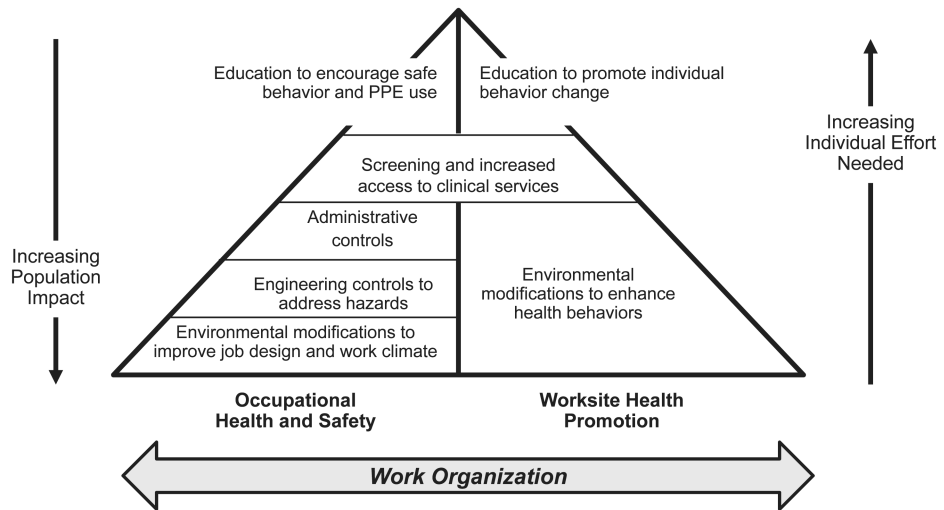 Education to encourage safe
behavior and PPE use
Education to promote individual
behavior change
Increasing
Individual Effort
Needed
Screening and increased
access to clinical services
Administrative
controls
Increasing
Population
Impact
Engineering controls to
address hazards
Environmental
modifications to enhance
health behaviors
Environmental modifications to
improve job design and work climate
Occupational
Health and Safety
Worksite Health
Promotion
Work Organization